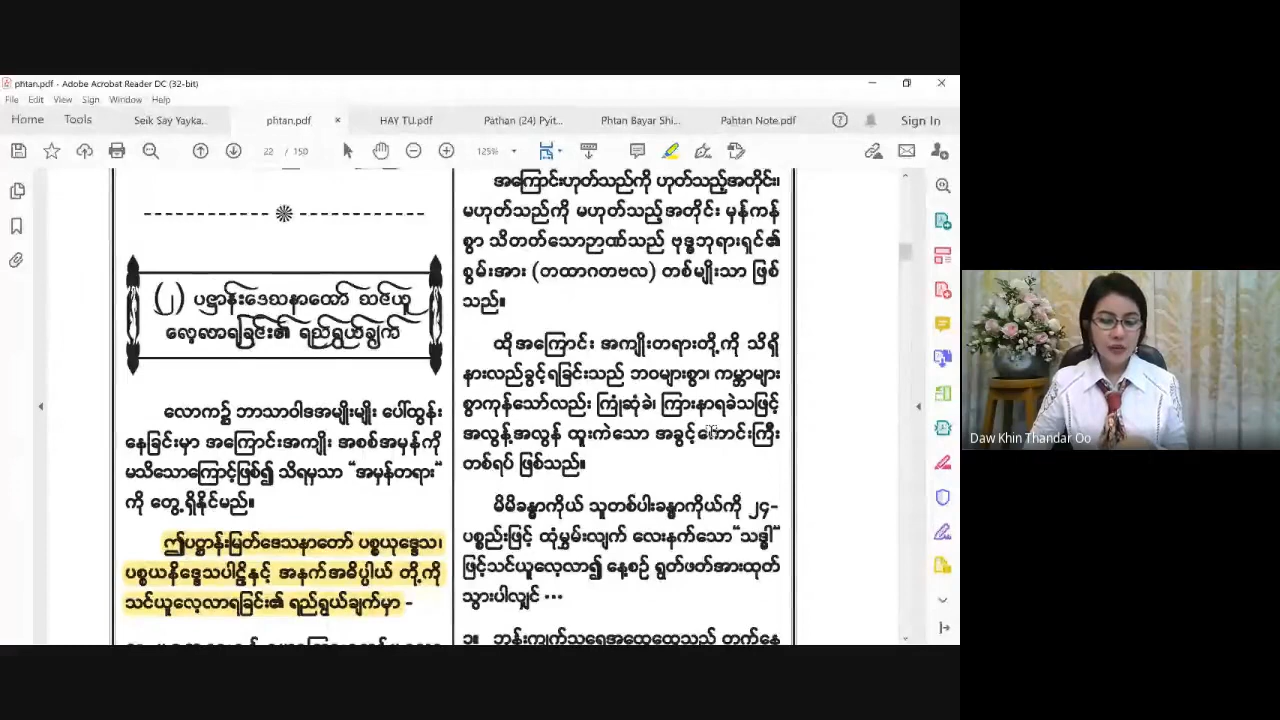 phtan.pdf - Adobe Acrobat Reader DC (32-bit)
File Edit View Sign Window Help
Home Tools Seik Say Yayka... phtan.pdf × HAY TU.pdf Pathan (24) Pyit... Phtan Bayar Shi... Pahtan Note.pdf Sign In
22 / 150 125%
(၂) ပဋ္ဌာန်းဒေသနာတော် သင်ယူ
လေ့လာရခြင်း၏ ရည်ရွယ်ချက်
လောက၌ ဘာသာဝါဒအမျိုးမျိုး ပေါ်ထွန်း
နေခြင်းမှာ အကြောင်းအကျိုး အစစ်အမှန်ကို
မသိသောကြောင့်ဖြစ်၍ သိရမှသာ “အမှန်တရား“
ကို တွေ့ရှိနိုင်မည်။
ဤပဋ္ဌာန်းမြတ်ဒေသနာတော် ပစ္စယုဒ္ဒေသ၊
ပစ္စယနိဒ္ဒေသပါဠိနှင့် အနက်အဓိပ္ပါယ် တို့ကို
သင်ယူလေ့လာရခြင်း၏ ရည်ရွယ်ချက်မှာ -
အကြောင်းဟုတ်သည်ကို ဟုတ်သည့်အတိုင်း၊
မဟုတ်သည်ကို မဟုတ်သည့်အတိုင်း မှန်ကန်
စွာ သိတတ်သောဉာဏ်သည် ဗုဒ္ဓဘုရားရှင်၏
စွမ်းအား (တထာဂတဗလ) တစ်မျိုးသာ ဖြစ်
သည်။
ထိုအကြောင်း အကျိုးတရားတို့ကို သိရှိ
နားလည်ခွင့်ရခြင်းသည် ဘဝများစွာ၊ ကမ္ဘာများ
စွာကုန်သော်လည်း ကြုံဆုံခဲ၊ ကြားနာရခဲသဖြင့်
အလွန့်အလွန် ထူးကဲသော အခွင့်ကောင်းကြီး
တစ်ရပ် ဖြစ်သည်။
မိမိခန္ဓာကိုယ် သူတစ်ပါးခန္ဓာကိုယ်ကို ၂၄-
ပစ္စည်းဖြင့် ထုံမွှမ်းလျက် လေးနက်သော“သဒ္ဓါ“
ဖြင့်သင်ယူလေ့လာ၍ နေ့စဉ် ရွတ်ဖတ်အားထုတ်
သွားပါလျှင် •••
၁။ ဘုန်းကျက်သရေအထွေထွေသည် တက်နေ
Daw Khin Thandar Oo